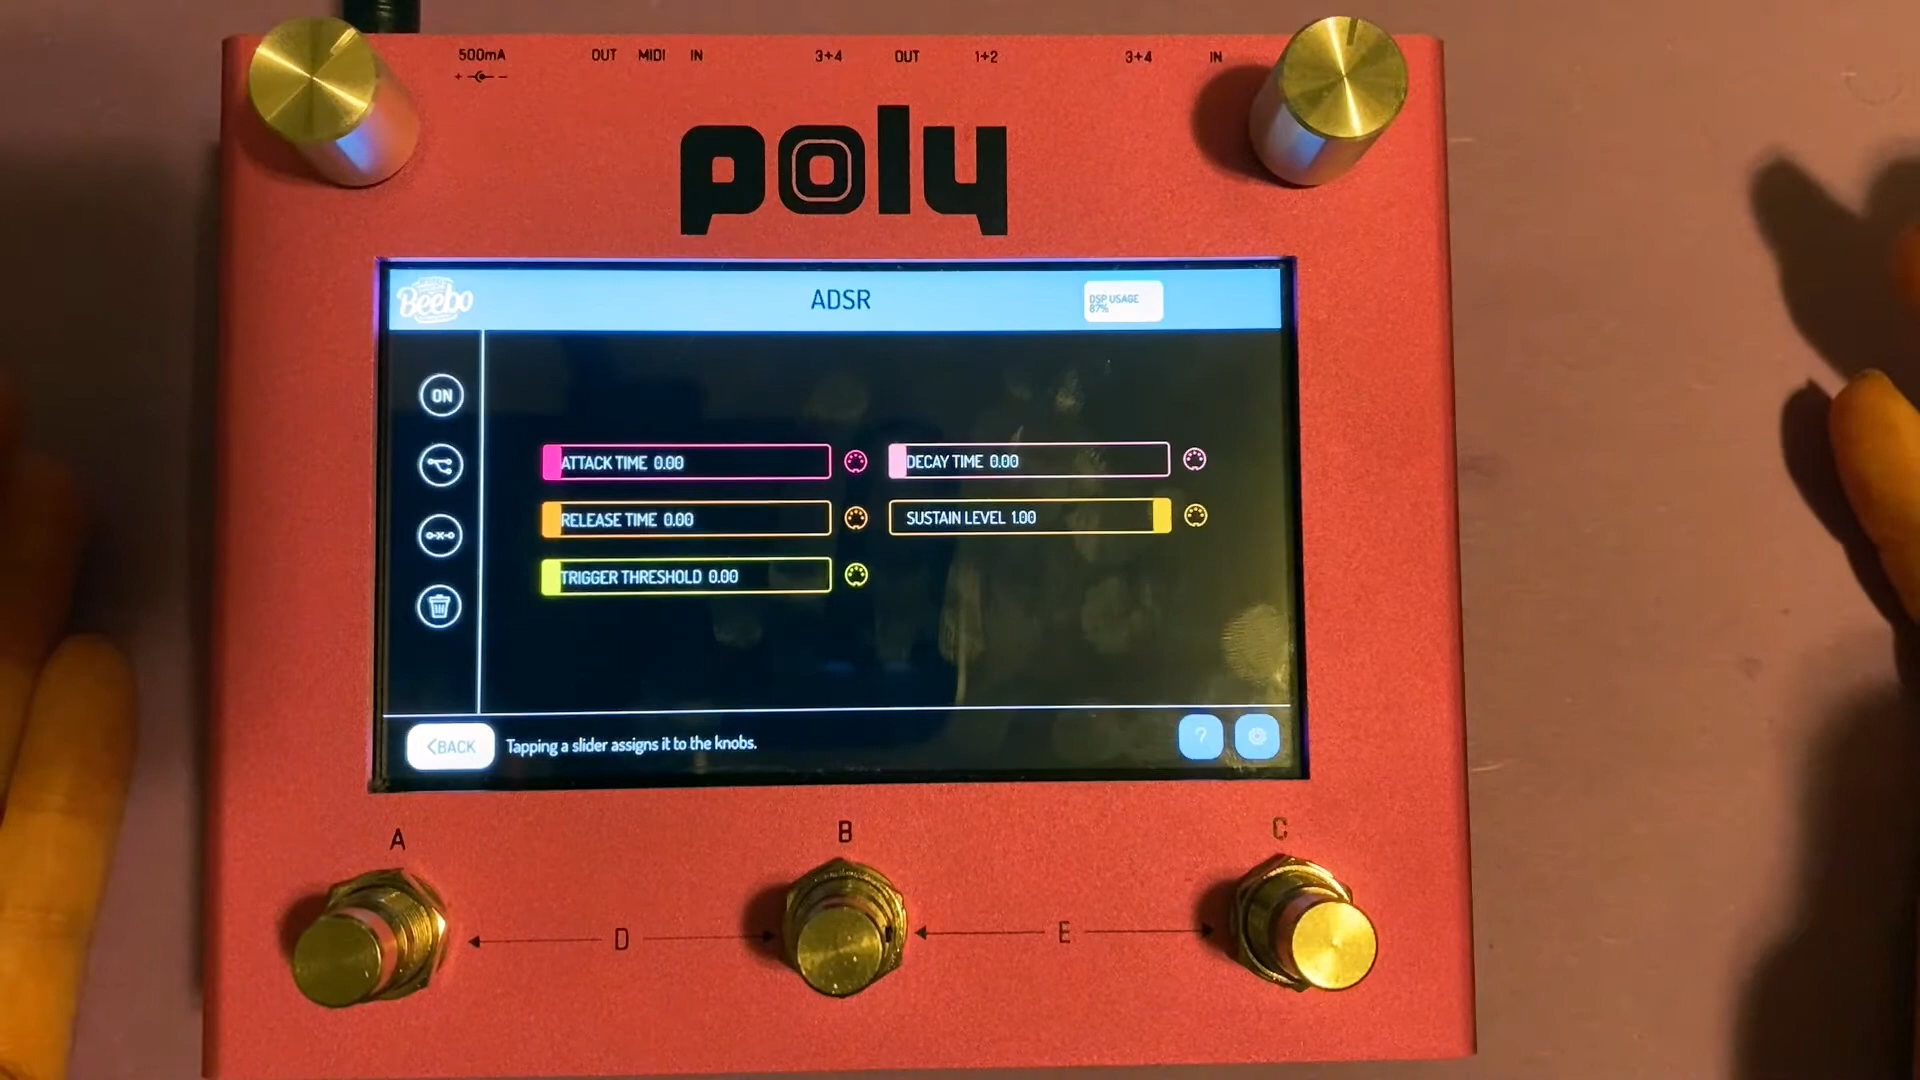 500mA
OUT MIDI IN
3+4 OUT 1+2
3+4 IN
poly
Beebo
ADSR
DSP USAGE
87%
ON
ATTACK TIME 0.00
DECAY TIME 0.00
RELEASE TIME 0.00
SUSTAIN LEVEL 1.00
TRIGGER THRESHOLD 0.00
<BACK
Tapping a slider assigns it to the knobs.
?
A
B
C
D
E